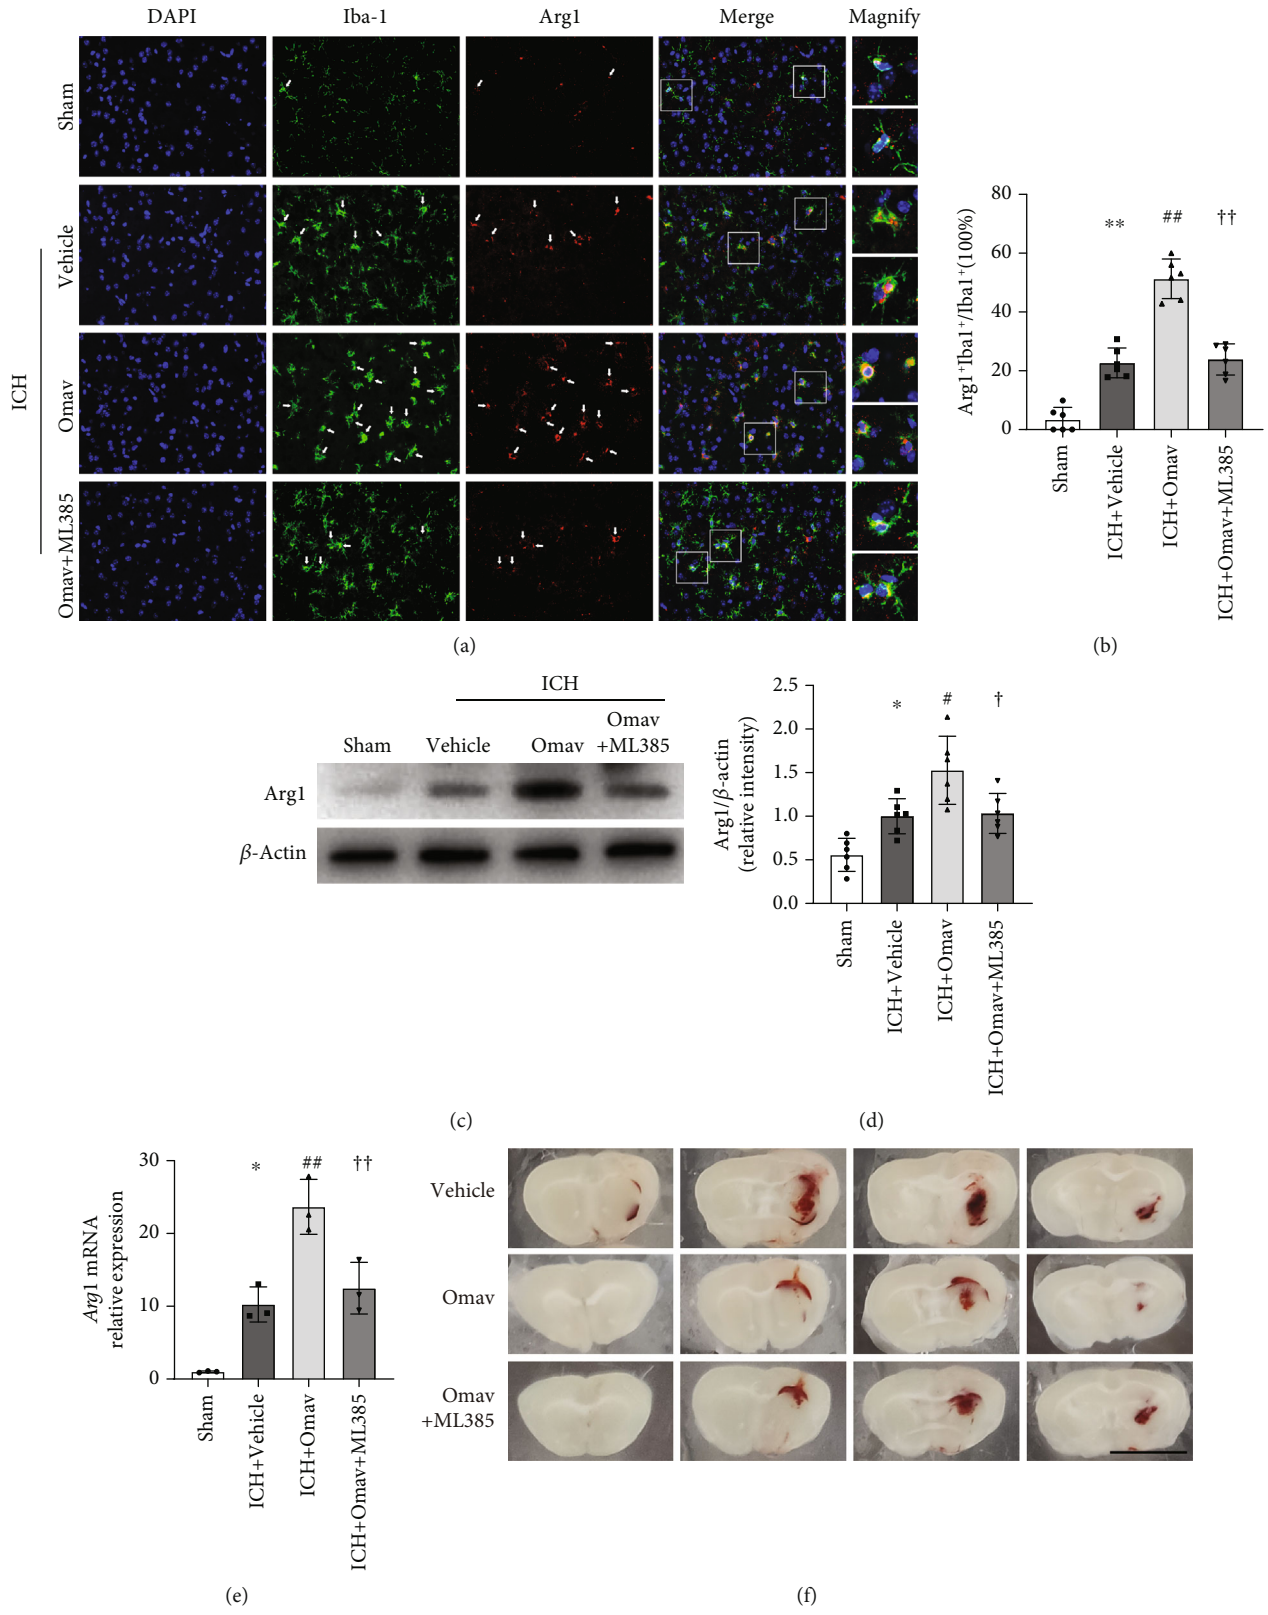 DAPI Iba-1 Arg1 Merge Magnify
Sham
Vehicle
Omav
Omav+ML385
ICH
(a)
80
60
40
20
0
Arg1⁺Iba1⁺/Iba1⁺(100%)
** ## ††
Sham
ICH+Vehicle
ICH+Omav
ICH+Omav+ML385
(b)
ICH
Sham Vehicle Omav Omav
+ML385
Arg1
β-Actin
(c)
2.5
2.0
1.5
1.0
0.5
0.0
Arg1/β-actin
(relative intensity)
* # †
Sham
ICH+Vehicle
ICH+Omav
ICH+Omav+ML385
(d)
30
20
10
0
Arg1 mRNA
relative expression
* ## ††
Sham
ICH+Vehicle
ICH+Omav
ICH+Omav+ML385
(e)
Vehicle
Omav
Omav
+ML385
(f)